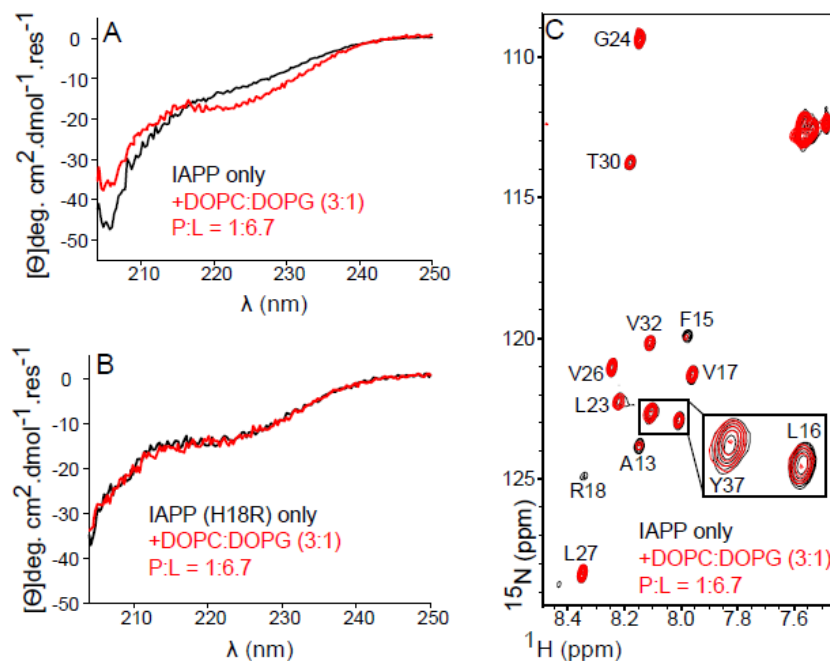 A
0
-10
-20
-30
-40
-50
[Θ]deg. cm².dmol⁻¹.res⁻¹
IAPP only
+DOPC:DOPG (3:1)
P:L = 1:6.7
210 220 230 240 250
λ (nm)
B
0
-10
-20
-30
-40
-50
[Θ]deg. cm².dmol⁻¹.res⁻¹
IAPP (H18R) only
+DOPC:DOPG (3:1)
P:L = 1:6.7
210 220 230 240 250
λ (nm)
C
110
115
120
125
¹⁵N (ppm)
G24
T30
V32
F15
V26
V17
L23
L16
Y37
A13
R18
L27
IAPP only
+DOPC:DOPG (3:1)
P:L = 1:6.7
8.4 8.2 8.0 7.8 7.6
¹H (ppm)